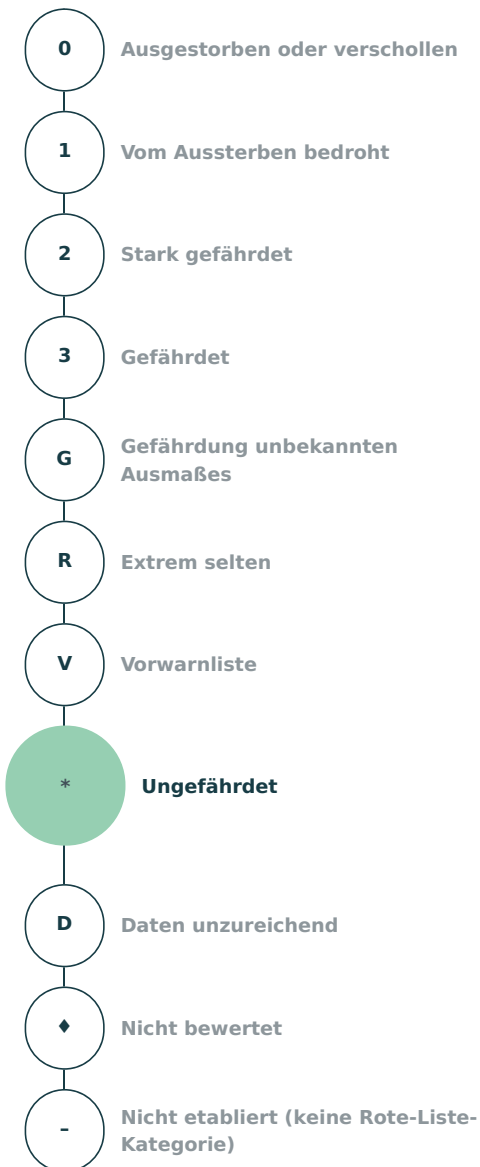 0 Ausgestorben oder verschollen
1 Vom Aussterben bedroht
2 Stark gefährdet
3 Gefährdet
G Gefährdung unbekannten
Ausmaßes
R Extrem selten
V Vorwarnliste
* Ungefährdet
D Daten unzureichend
♦ Nicht bewertet
– Nicht etabliert (keine Rote-Liste-
Kategorie)